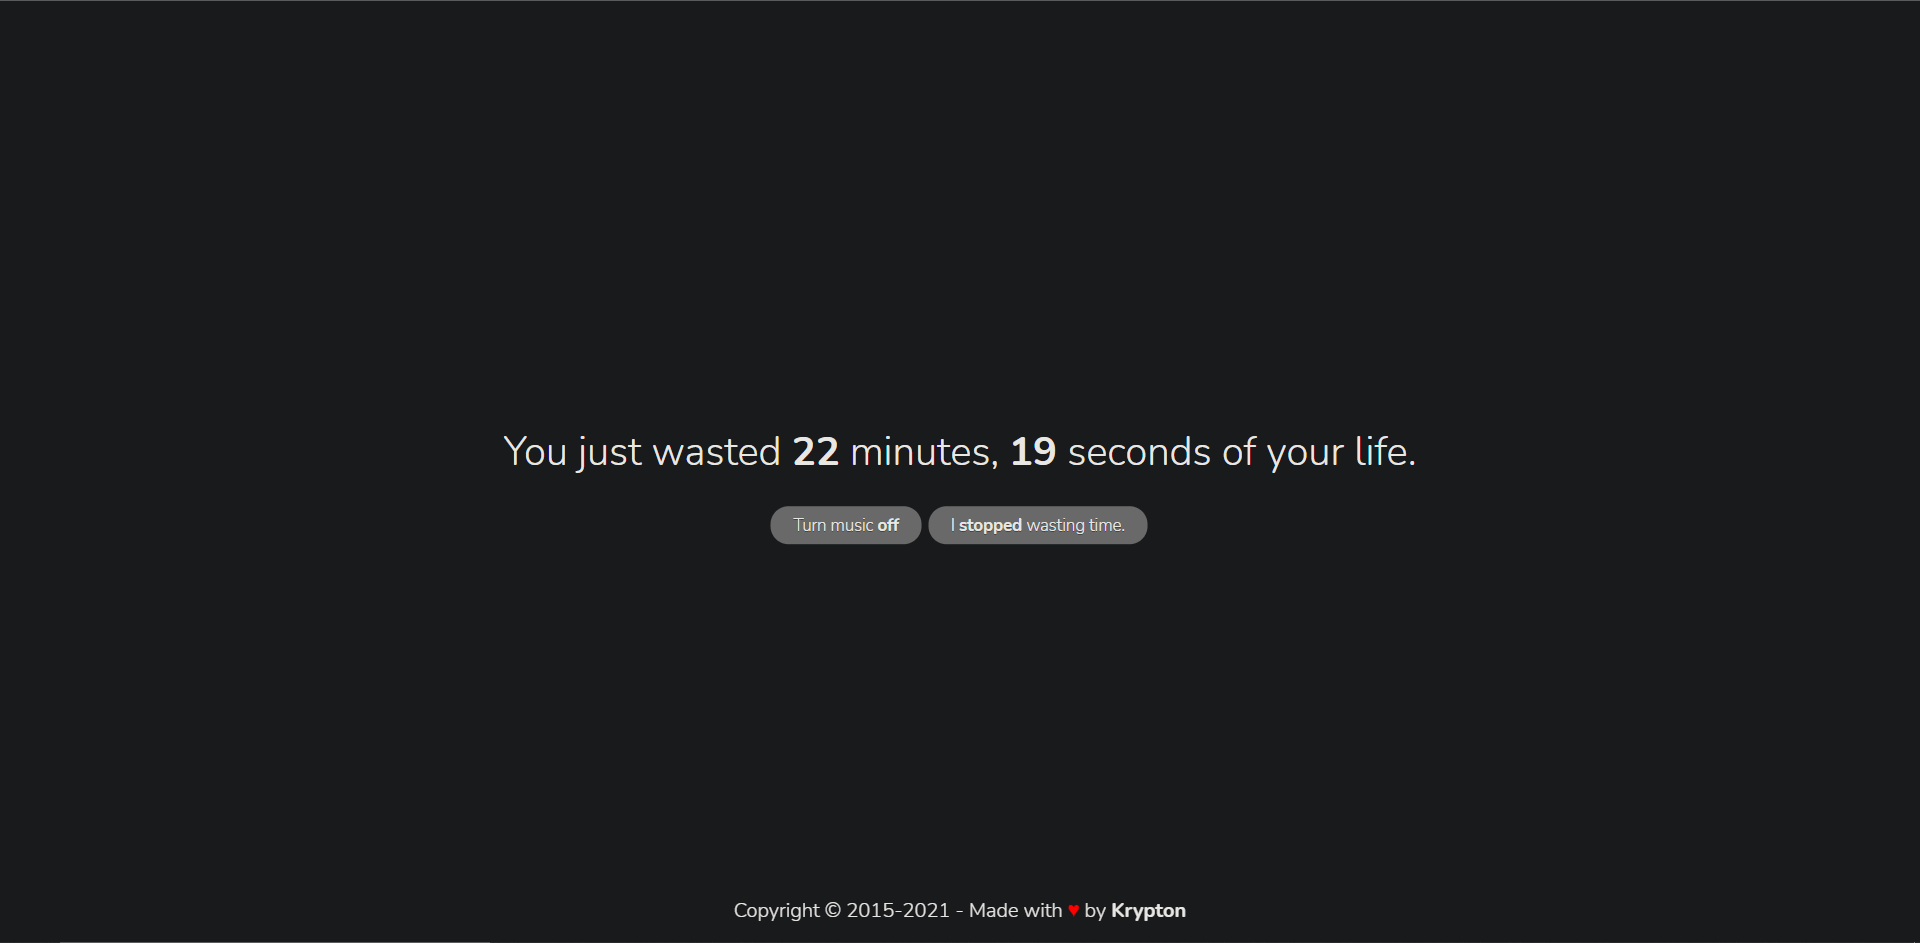 You just wasted 22 minutes, 19 seconds of your life.
Turn music off
I stopped wasting time.
Copyright © 2015-2021 - Made with ♥ by Krypton